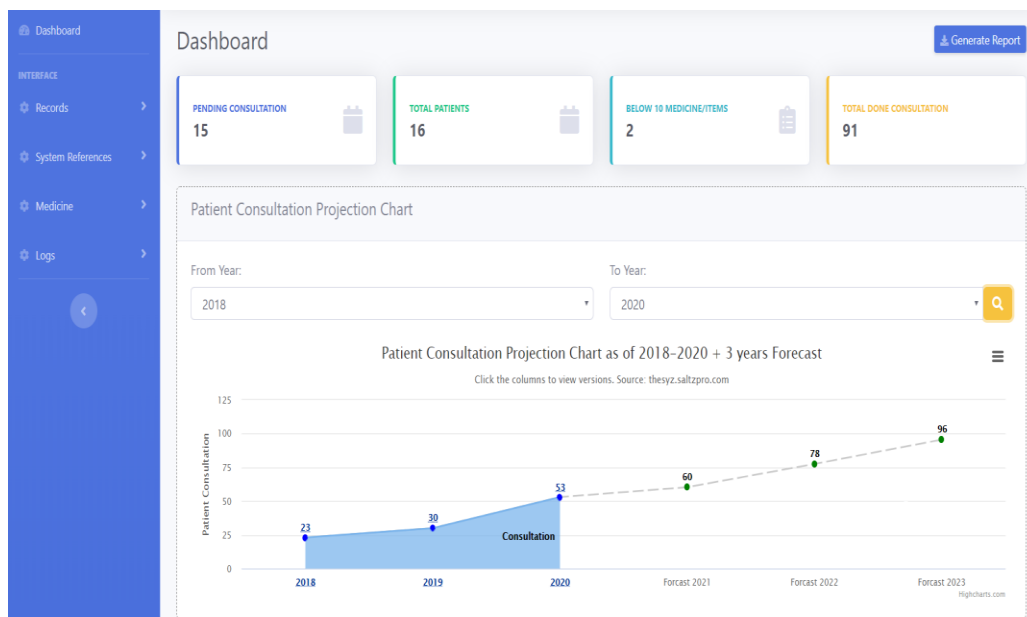 Dashboard
INTERFACE
Records
System References
Medicine
Logs
Dashboard
Generate Report
PENDING CONSULTATION
15
TOTAL PATIENTS
16
BELOW 10 MEDICINE/ITEMS
2
TOTAL DONE CONSULTATION
91
Patient Consultation Projection Chart
From Year:
2018
To Year:
2020
Patient Consultation Projection Chart as of 2018-2020 + 3 years Forecast
Click the columns to view versions. Source: thesyz.saltzpro.com
Patient Consultation
125
100
75
50
25
0
23
30
53
60
78
96
Consultation
2018
2019
2020
Forcast 2021
Forcast 2022
Forcast 2023
Highcharts.com